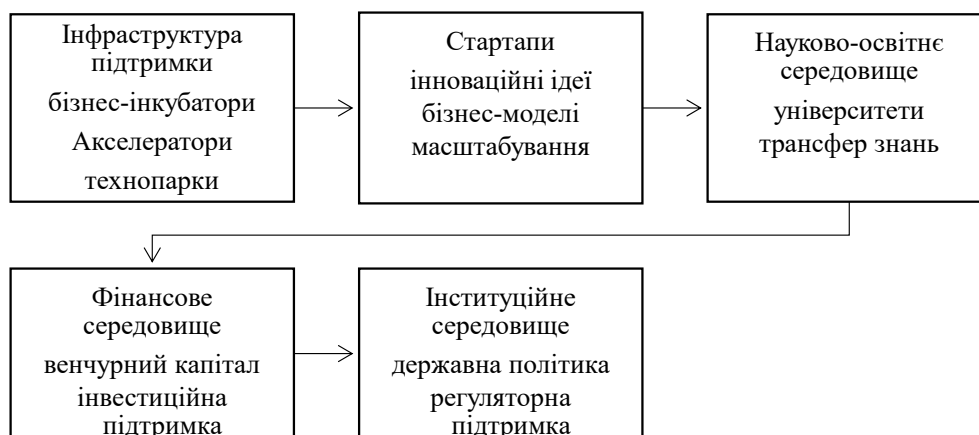 Інфраструктура
підтримки
бізнес-інкубатори
Акселератори
технопарки
Стартапи
інноваційні ідеї
бізнес-моделі
масштабування
Науково-освітнє
середовище
університети
трансфер знань
Фінансове
середовище
венчурний капітал
інвестиційна
підтримка
Інституційне
середовище
державна політика
регуляторна
підтримка